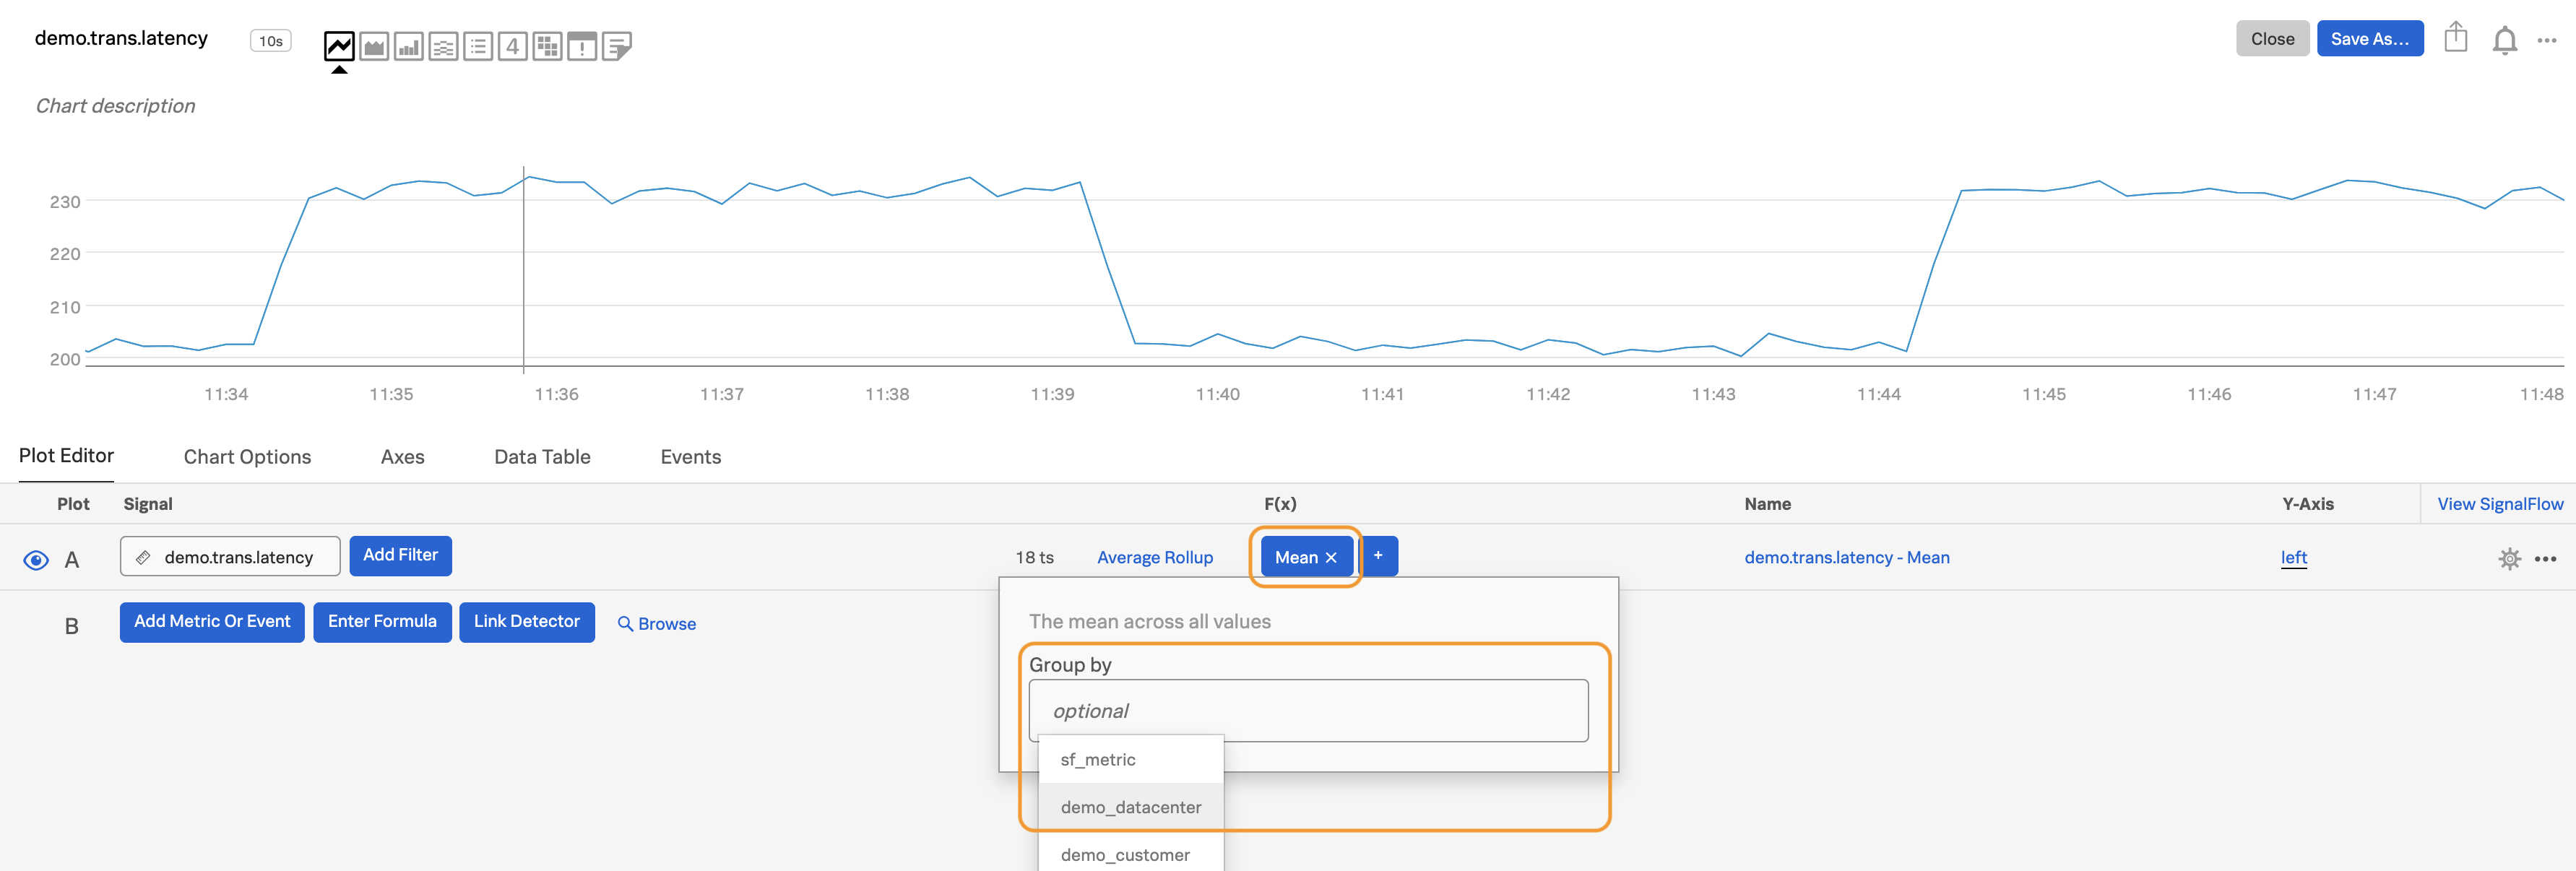 demo.trans.latency 10s 4 Close Save As...
Chart description
230
220
210
200
11:34 11:35 11:36 11:37 11:38 11:39 11:40 11:41 11:42 11:43 11:44 11:45 11:46 11:47 11:48
Plot Editor Chart Options Axes Data Table Events
Plot Signal F(x) Name Y-Axis View SignalFlow
A demo.trans.latency Add Filter 18 ts Average Rollup Mean × + demo.trans.latency - Mean left
B Add Metric Or Event Enter Formula Link Detector Browse
The mean across all values
Group by
optional
sf_metric
demo_datacenter
demo_customer